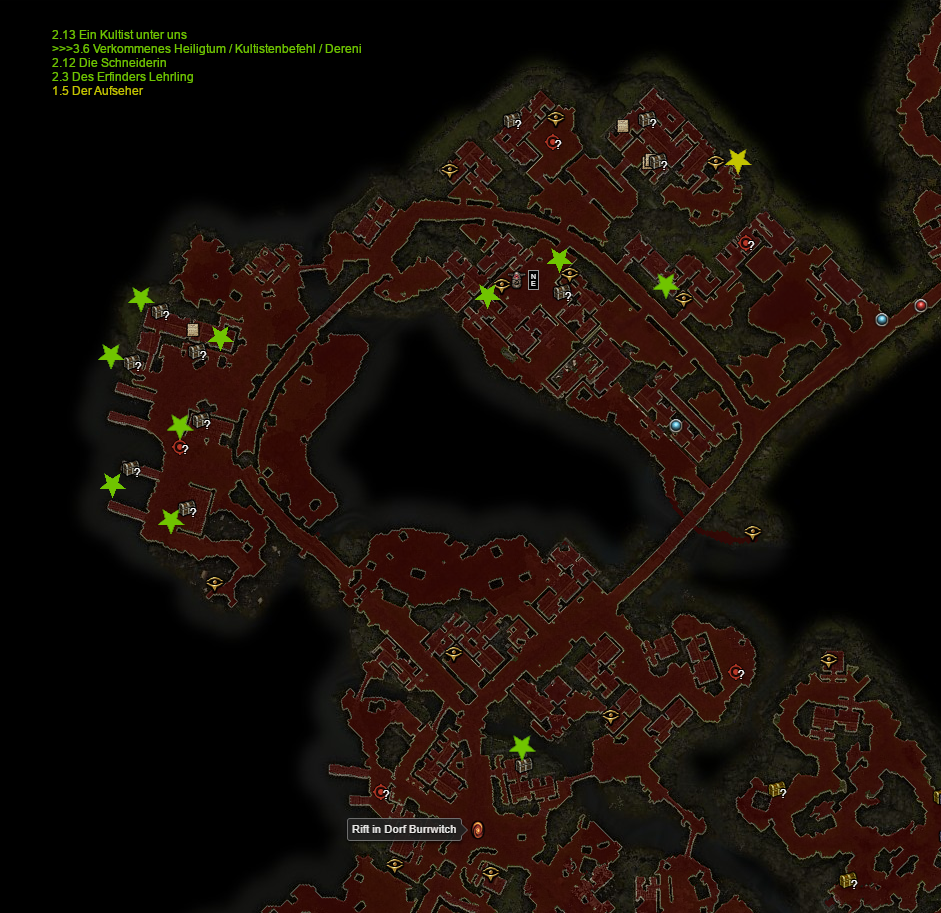 2.13 Ein Kultist unter uns
>>>3.6 Verkommenes Heiligtum / Kultistenbefehl / Dereni
2.12 Die Schneiderin
2.3 Des Erfinders Lehrling
1.5 Der Aufseher
?
?
?
?
?
N
E
?
?
?
?
?
?
?
?
?
?
?
?
Rift in Dorf Burrwitch
?